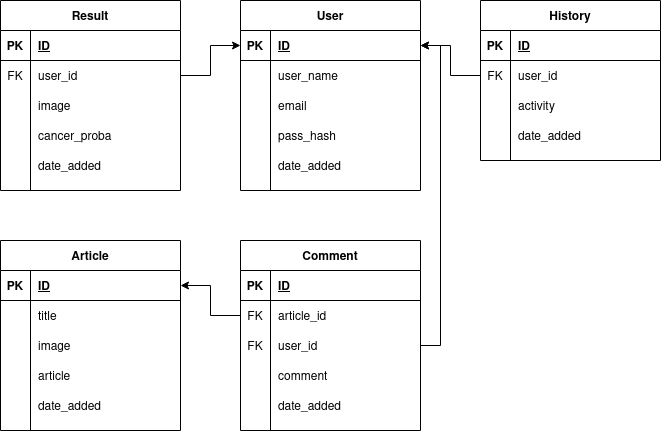 Result
PK ID
FK user_id
image
cancer_proba
date_added
User
PK ID
user_name
email
pass_hash
date_added
History
PK ID
FK user_id
activity
date_added
Article
PK ID
title
image
article
date_added
Comment
PK ID
FK article_id
FK user_id
comment
date_added